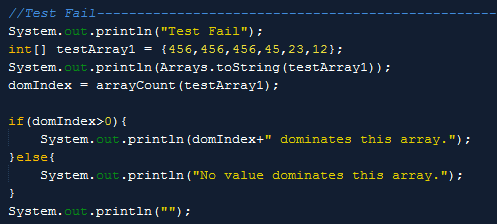 //Test Fail--------------------------------------------------
System.out.println("Test Fail");
int[] testArray1 = {456,456,456,45,23,12};
System.out.println(Arrays.toString(testArray1));
domIndex = arrayCount(testArray1);
if(domIndex>0){
System.out.println(domIndex+" dominates this array.");
}else{
System.out.println("No value dominates this array.");
}
System.out.println("");